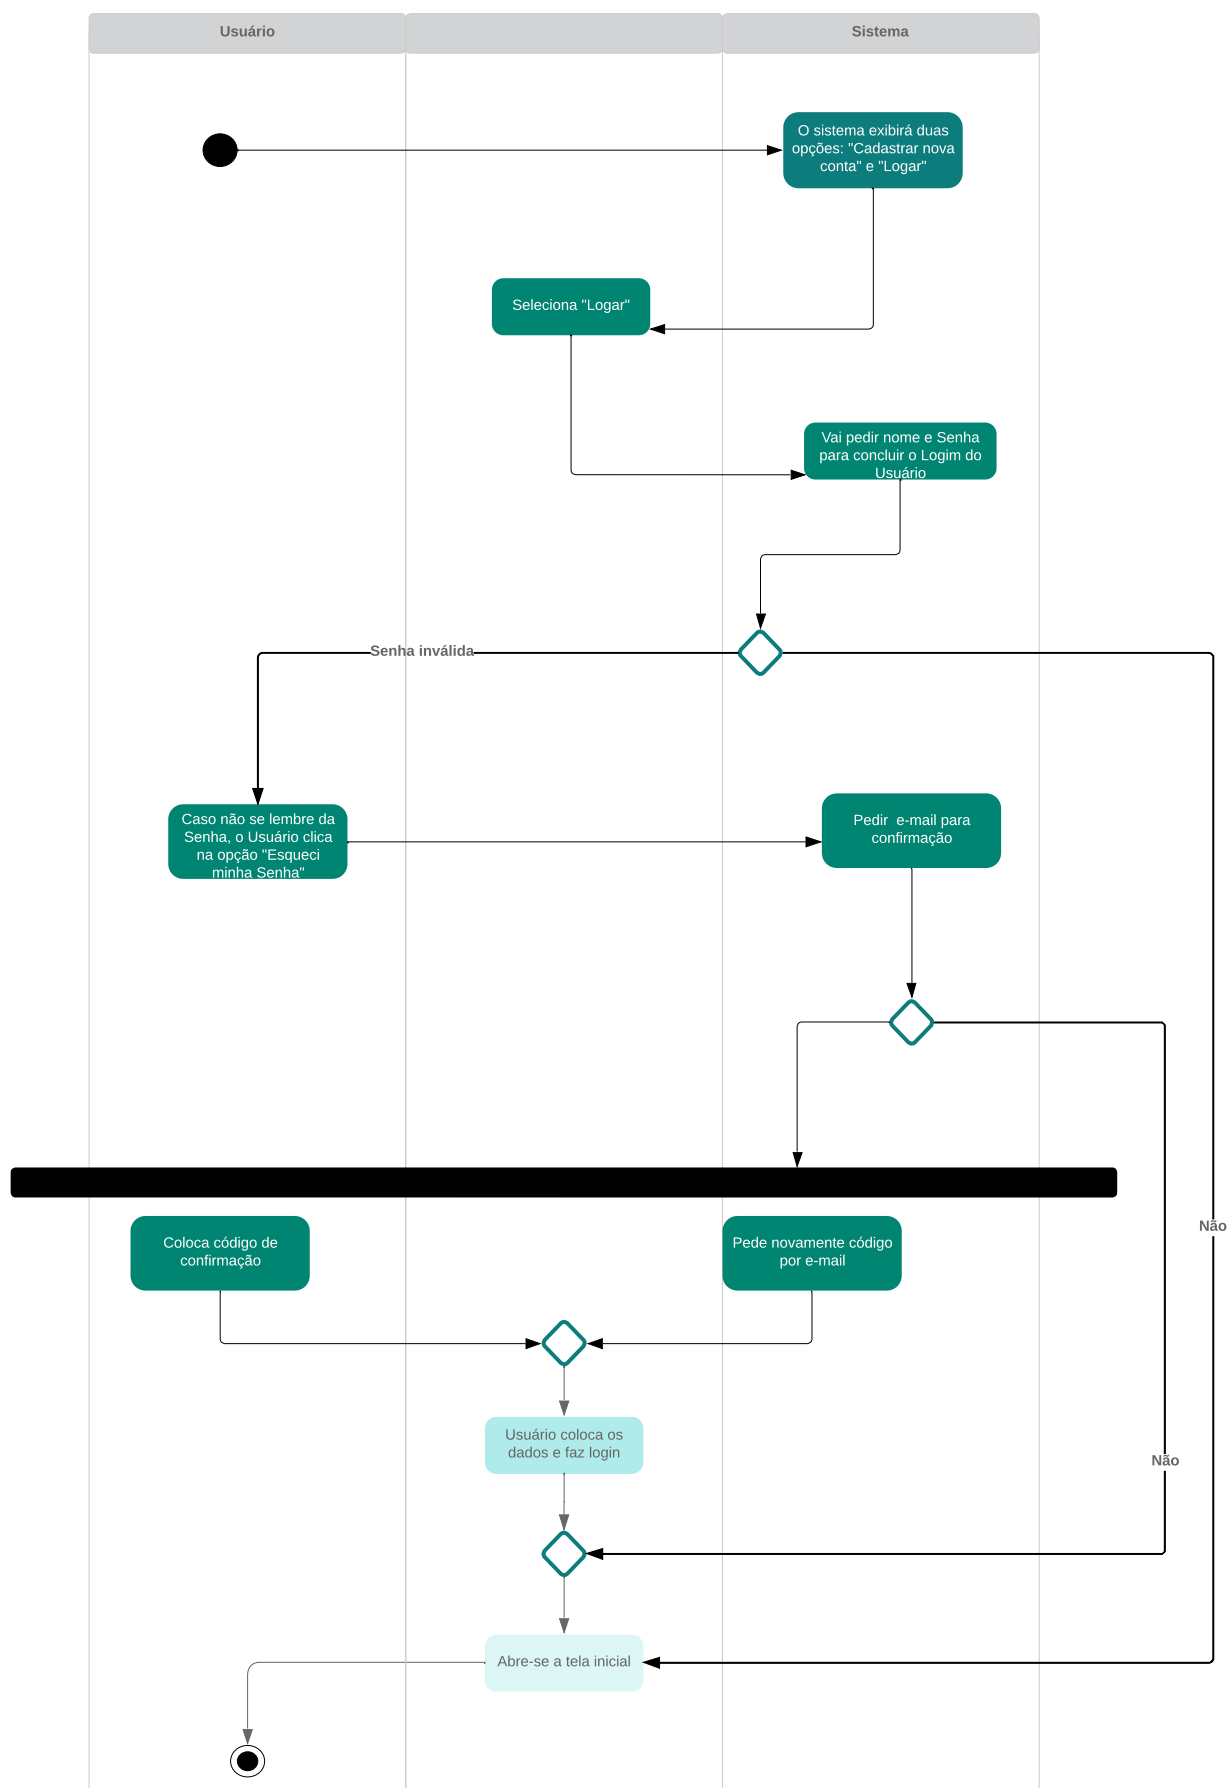 Usuário
Sistema
O sistema exibirá duas
opções: "Cadastrar nova
conta" e "Logar"
Seleciona "Logar"
Vai pedir nome e Senha
para concluir o Logim do
Usuário
Senha inválida
Caso não se lembre da
Senha, o Usuário clica
na opção "Esqueci
minha Senha"
Pedir  e-mail para
confirmação
Não
Coloca código de
confirmação
Pede novamente código
por e-mail
Usuário coloca os
dados e faz login
Não
Abre-se a tela inicial